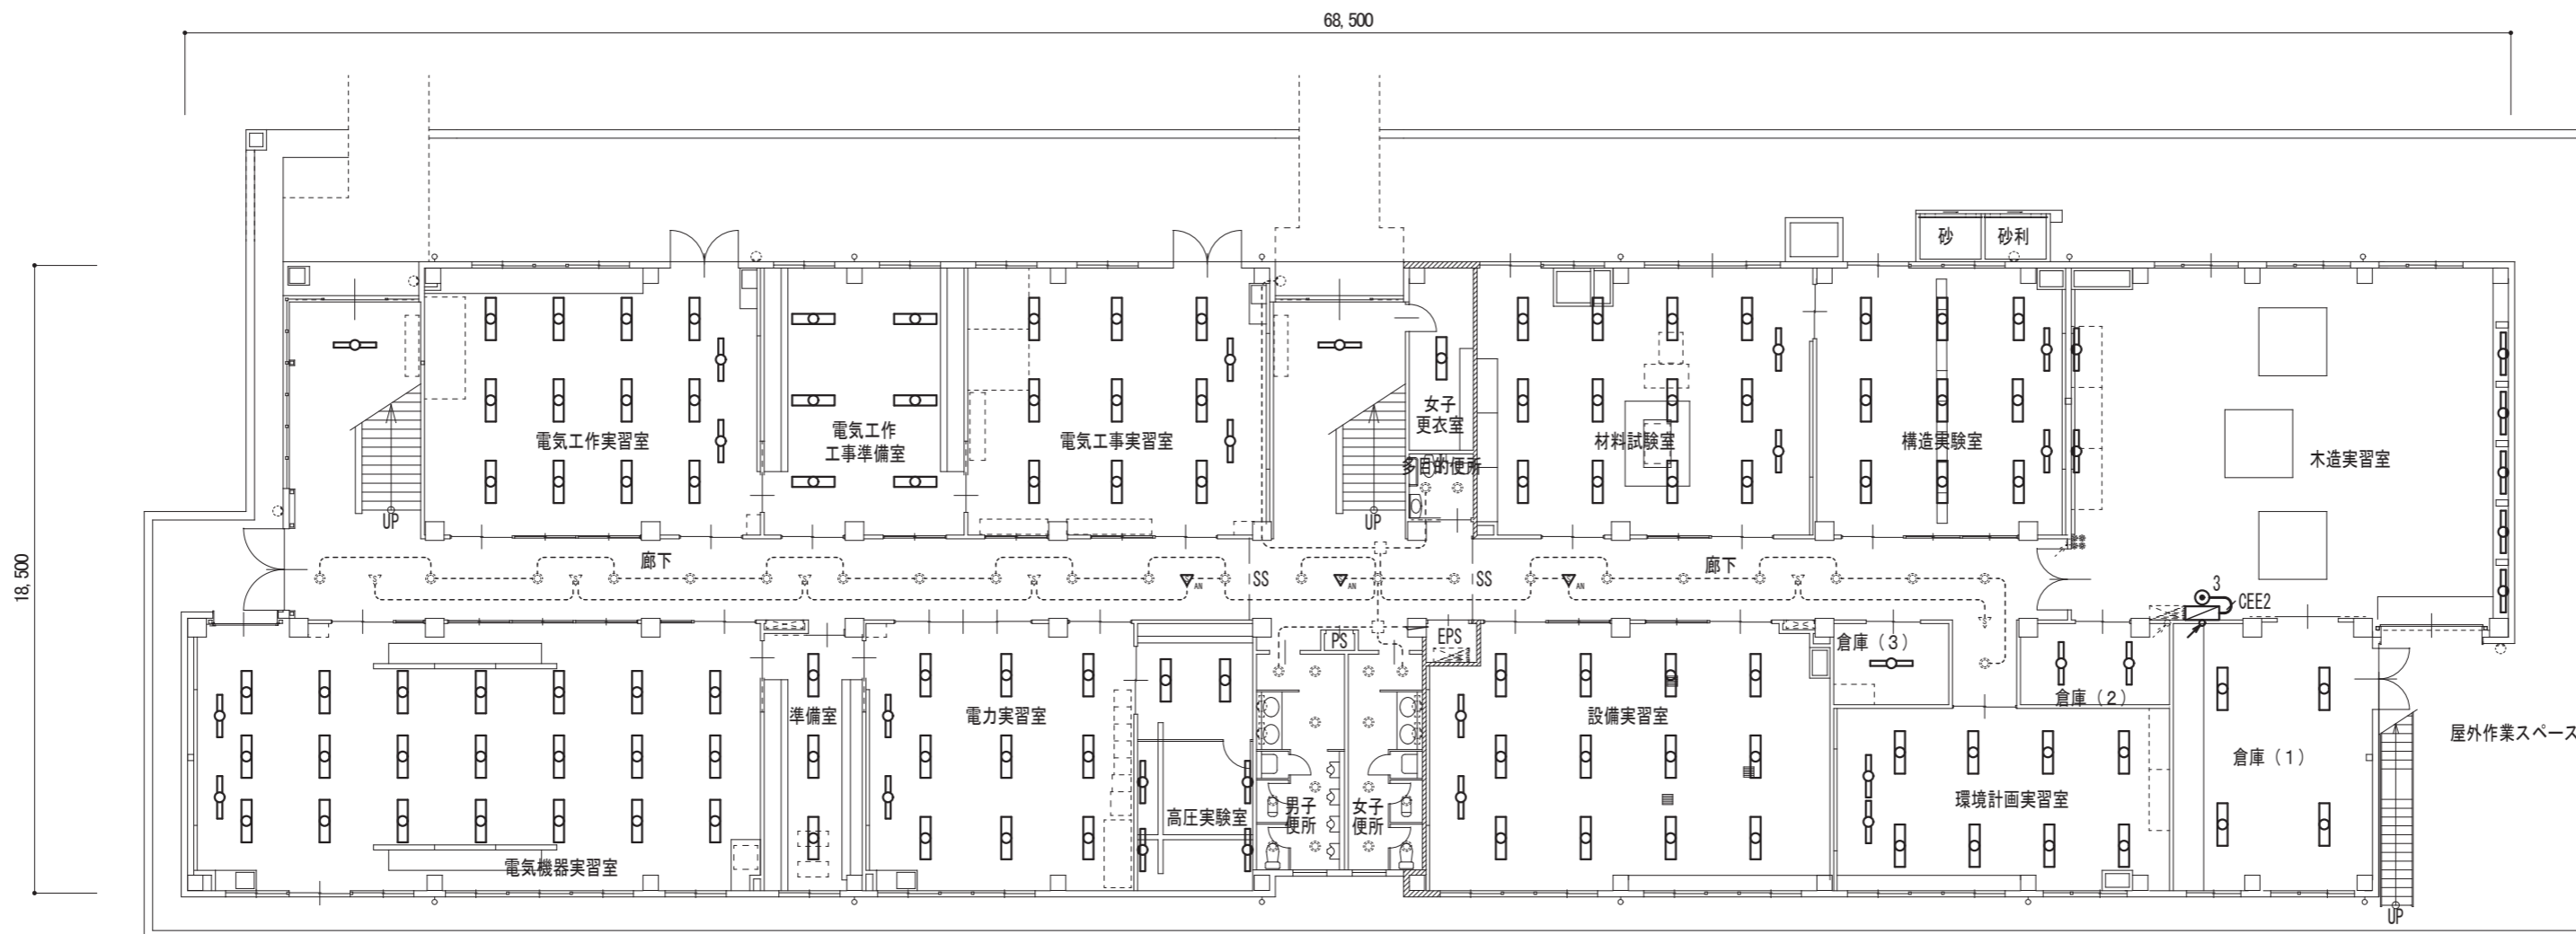 68,500
18,500
砂
砂利
電気工作実習室
電気工作
工事準備室
電気工事実習室
女子
更衣室
多目的便所
材料試験室
構造実験室
木造実習室
UP
UP
廊下
廊下
AN
SS
AN
SS
AN
3
CEE2
PS
EPS
倉庫（3）
倉庫（2）
準備室
電力実習室
設備実習室
屋外作業スペース
倉庫（1）
環境計画実習室
高圧実験室
男子
便所
女子
便所
電気機器実習室
UP